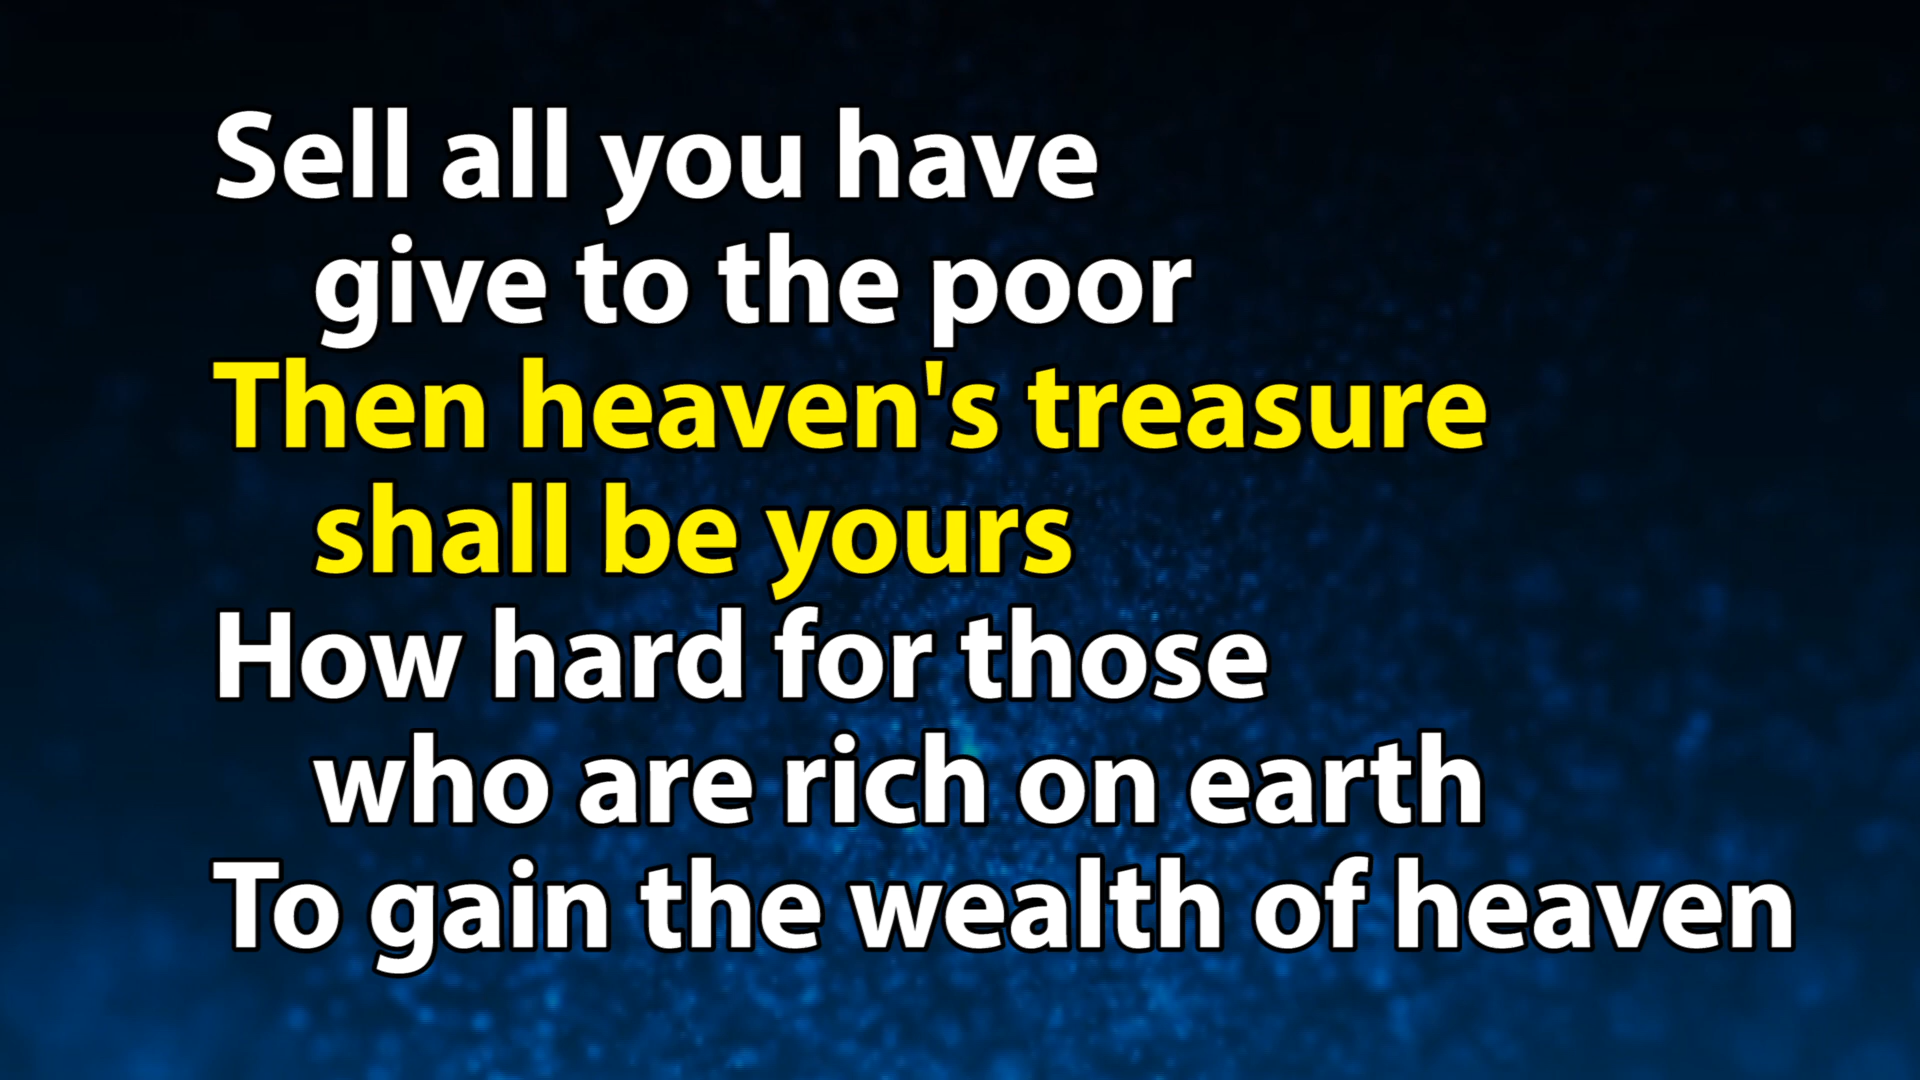 Sell all you have
give to the poor
Then heaven's treasure
shall be yours
How hard for those
who are rich on earth
To gain the wealth of heaven